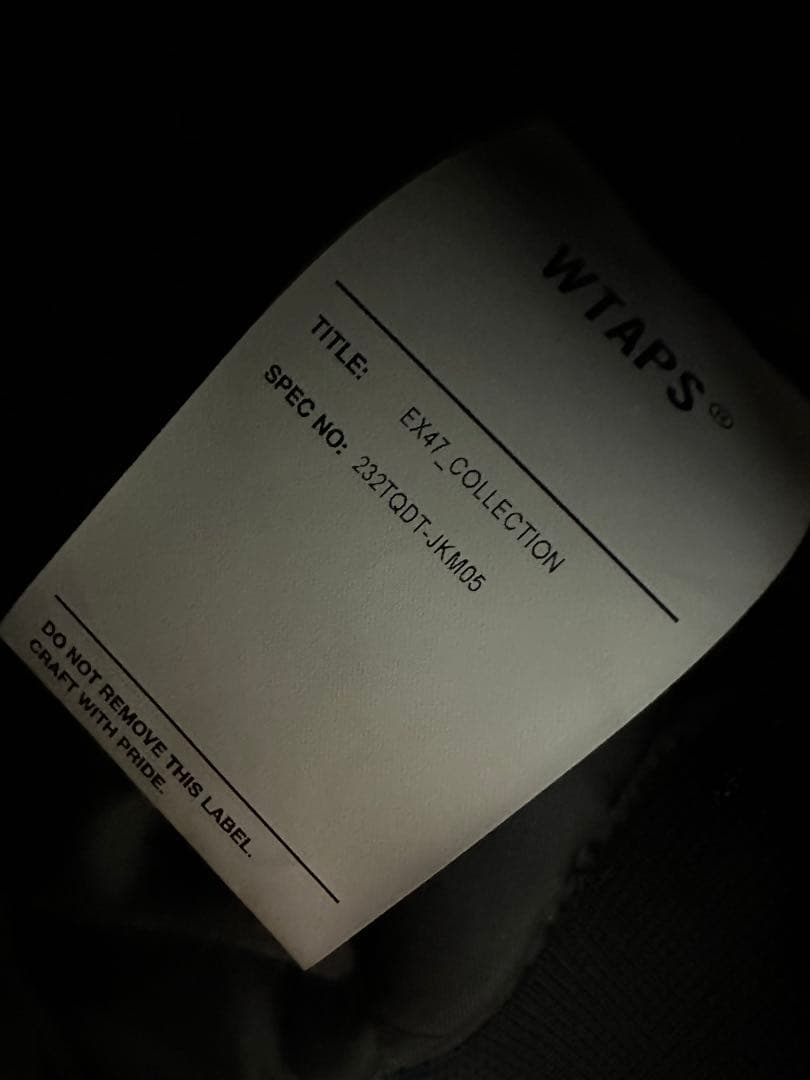 WTAPS®
TITLE: EX47_COLLECTION
SPEC NO: 232TQDT-JKM05
DO NOT REMOVE THIS LABEL.
CRAFT WITH PRIDE.